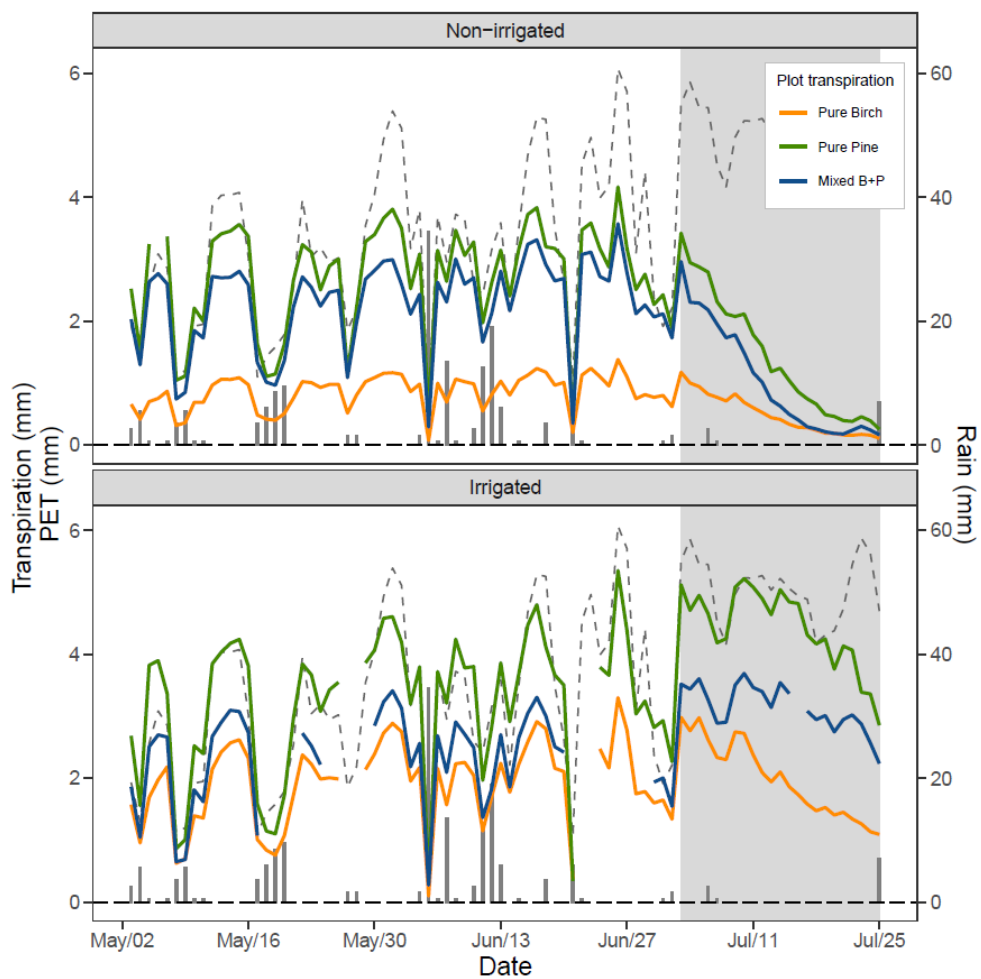 Non−irrigated
Plot transpiration
Pure Birch
Pure Pine
Mixed B+P
6
4
2
0
60
40
20
0
Irrigated
6
4
2
0
60
40
20
0
Transpiration (mm)
PET (mm)
Rain (mm)
May/02 May/16 May/30 Jun/13 Jun/27 Jul/11 Jul/25
Date